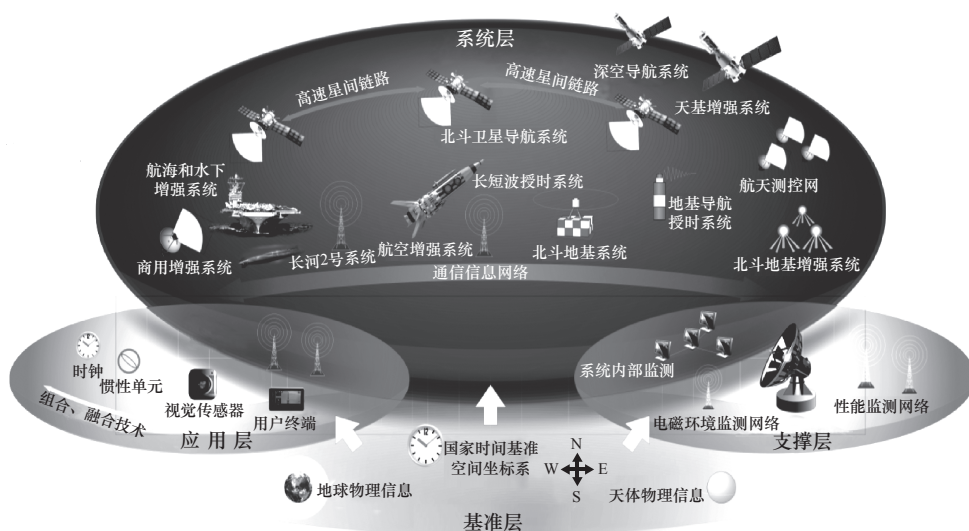 系统层
高速星间链路
高速星间链路
深空导航系统
天基增强系统
北斗卫星导航系统
航海和水下
增强系统
长短波授时系统
航天测控网
地基导航
授时系统
商用增强系统
长河2号系统
航空增强系统
北斗地基系统
北斗地基增强系统
通信信息网络
时钟
惯性单元
视觉传感器
用户终端
组合、融合技术
应用层
系统内部监测
电磁环境监测网络
性能监测网络
支撑层
国家时间基准
空间坐标系
N
W
E
S
地球物理信息
天体物理信息
基准层